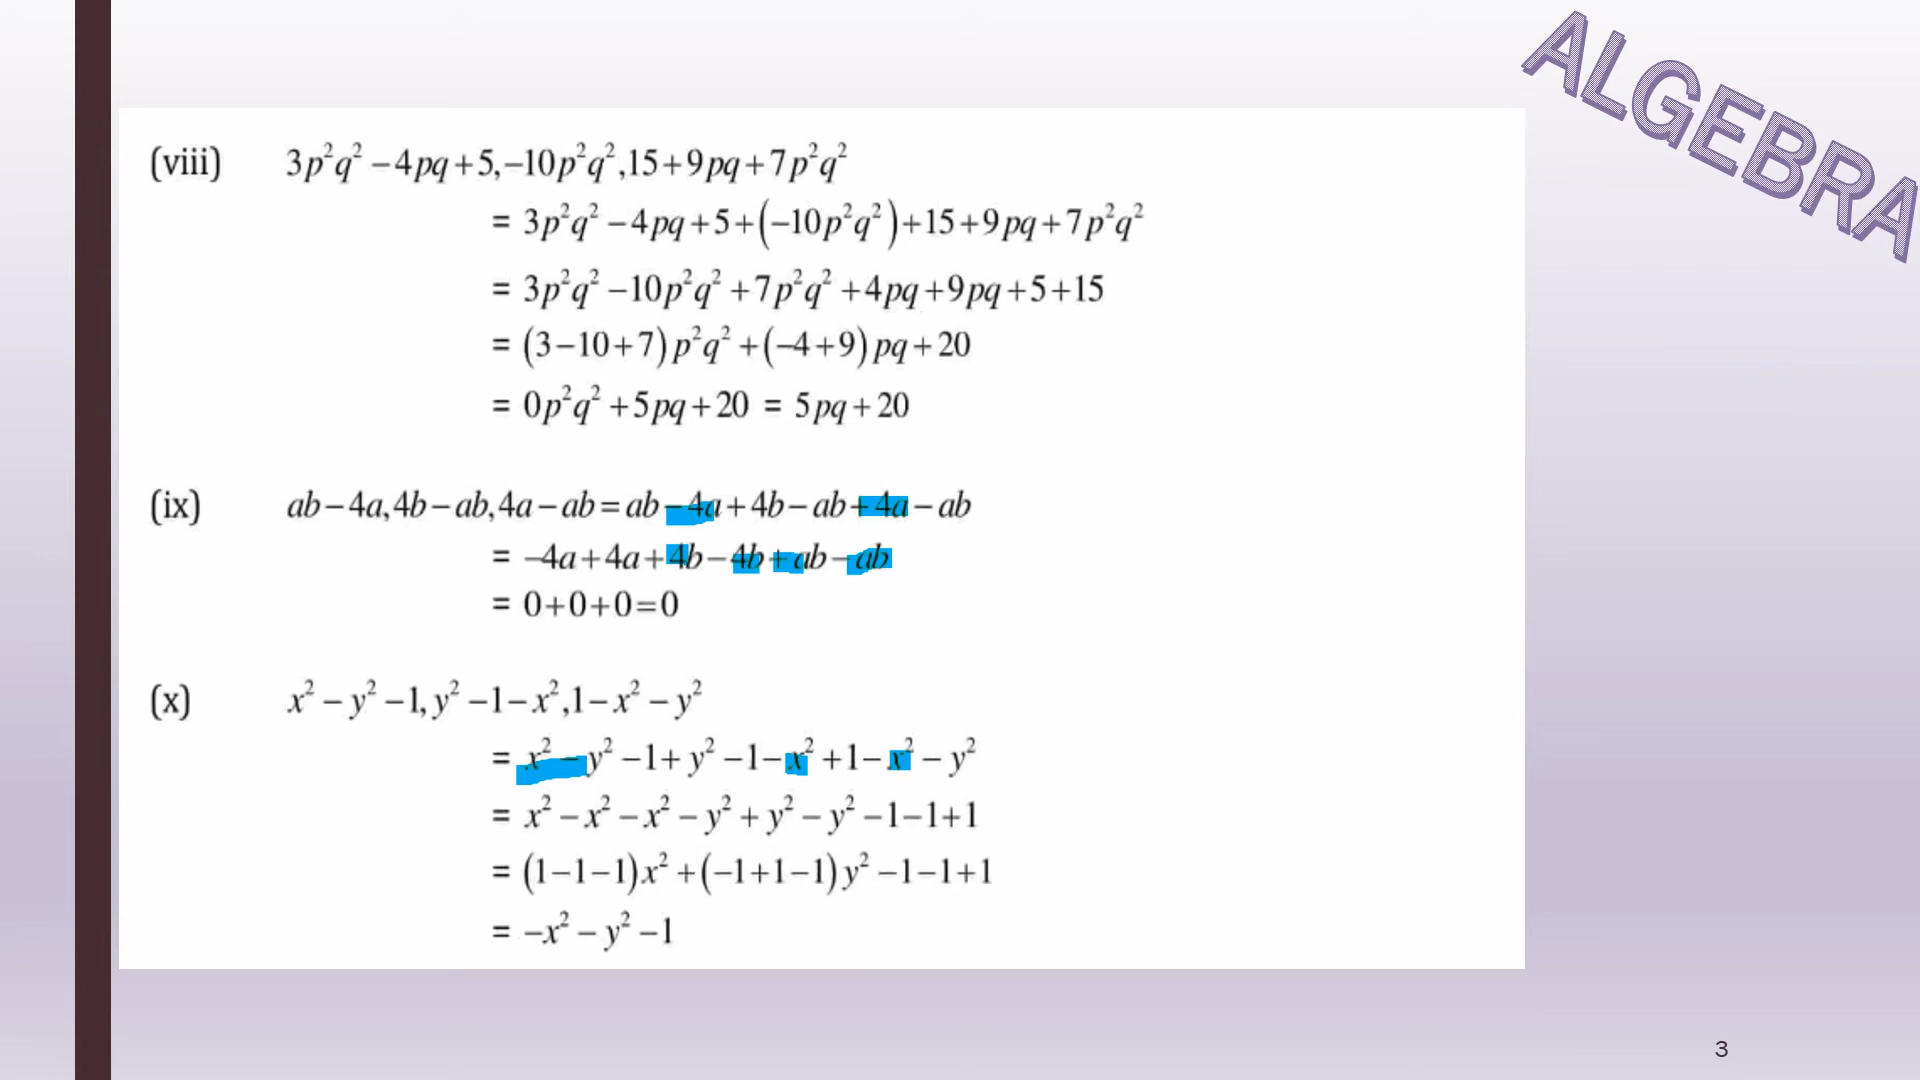 ALGEBRA
(viii) 3p²q² – 4pq + 5, –10p²q², 15 + 9pq + 7p²q²
= 3p²q² – 4pq + 5 + (–10p²q²) + 15 + 9pq + 7p²q²
= 3p²q² – 10p²q² + 7p²q² + 4pq + 9pq + 5 + 15
= (3 – 10 + 7)p²q² + (–4 + 9)pq + 20
= 0p²q² + 5pq + 20 = 5pq + 20
(ix) ab – 4a, 4b – ab, 4a – ab = ab – 4a + 4b – ab + 4a – ab
= –4a + 4a + 4b – 4b + ab – ab
= 0 + 0 + 0 = 0
(x) x² – y² – 1, y² – 1 – x², 1 – x² – y²
= x² – y² – 1 + y² – 1 – x² + 1 – x² – y²
= x² – x² – x² – y² + y² – y² – 1 – 1 + 1
= (1 – 1 – 1)x² + (–1 + 1 – 1)y² – 1 – 1 + 1
= –x² – y² – 1
3